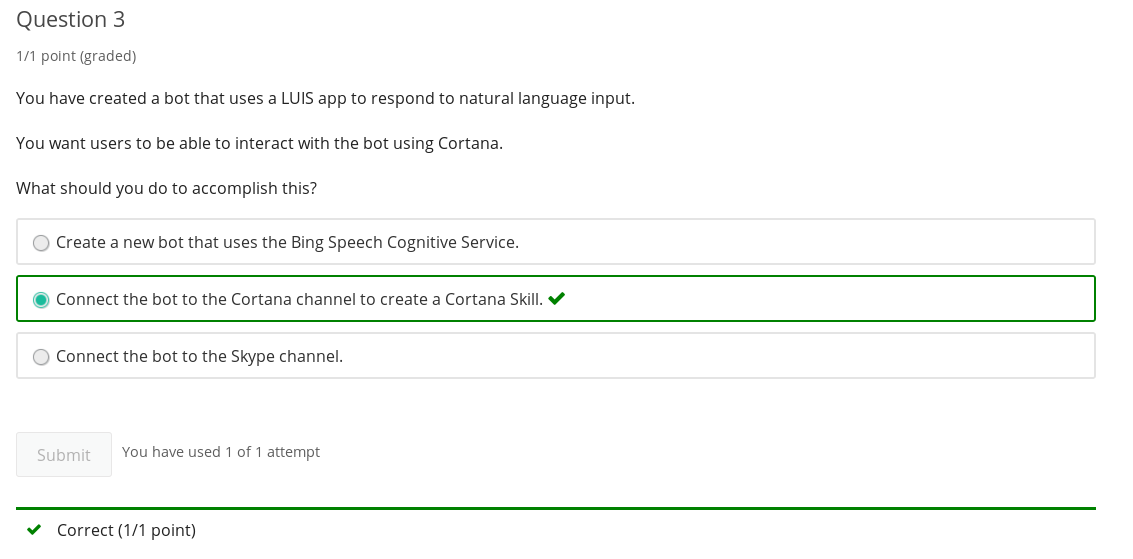 Question 3
1/1 point (graded)
You have created a bot that uses a LUIS app to respond to natural language input.
You want users to be able to interact with the bot using Cortana.
What should you do to accomplish this?
Create a new bot that uses the Bing Speech Cognitive Service.
Connect the bot to the Cortana channel to create a Cortana Skill.
Connect the bot to the Skype channel.
Submit You have used 1 of 1 attempt
Correct (1/1 point)